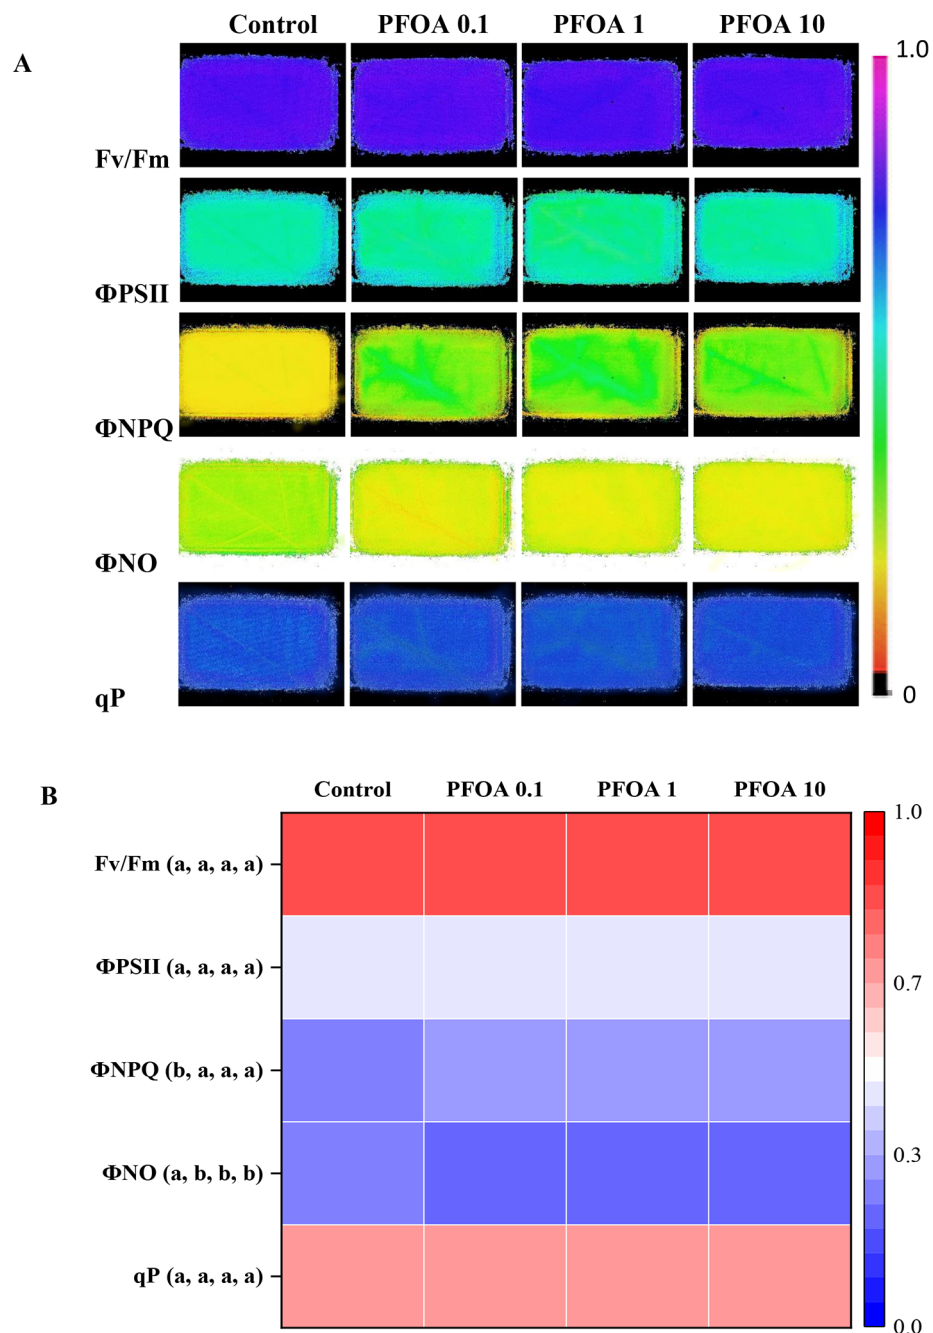 Control PFOA 0.1 PFOA 1 PFOA 10
A
1.0
Fv/Fm
ΦPSII
ΦNPQ
ΦNO
qP
0
B
Control PFOA 0.1 PFOA 1 PFOA 10
1.0
Fv/Fm (a, a, a, a)
ΦPSII (a, a, a, a)
0.7
ΦNPQ (b, a, a, a)
0.3
ΦNO (a, b, b, b)
qP (a, a, a, a)
0.0